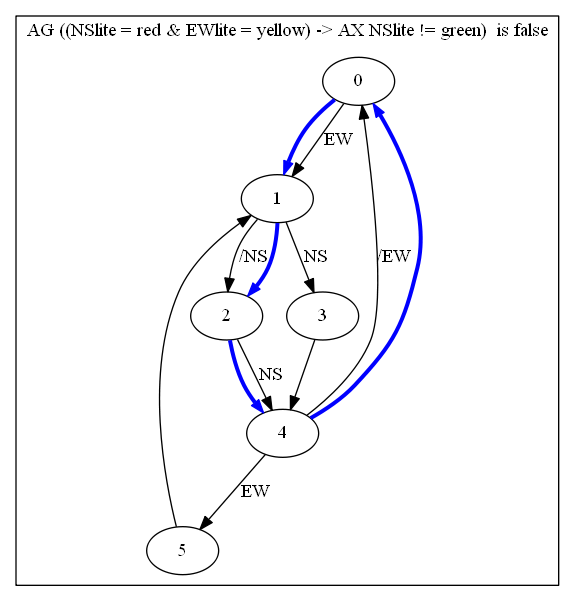 AG ((NSlite = red & EWlite = yellow) -> AX NSlite != green)  is false
0
EW
1
/NS
NS
2
3
/EW
NS
4
EW
5